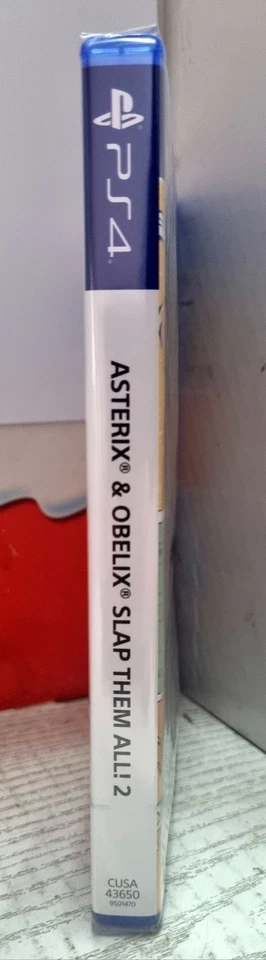 PS4
ASTERIX® & OBELIX® SLAP THEM ALL! 2
CUSA
43650
9501470